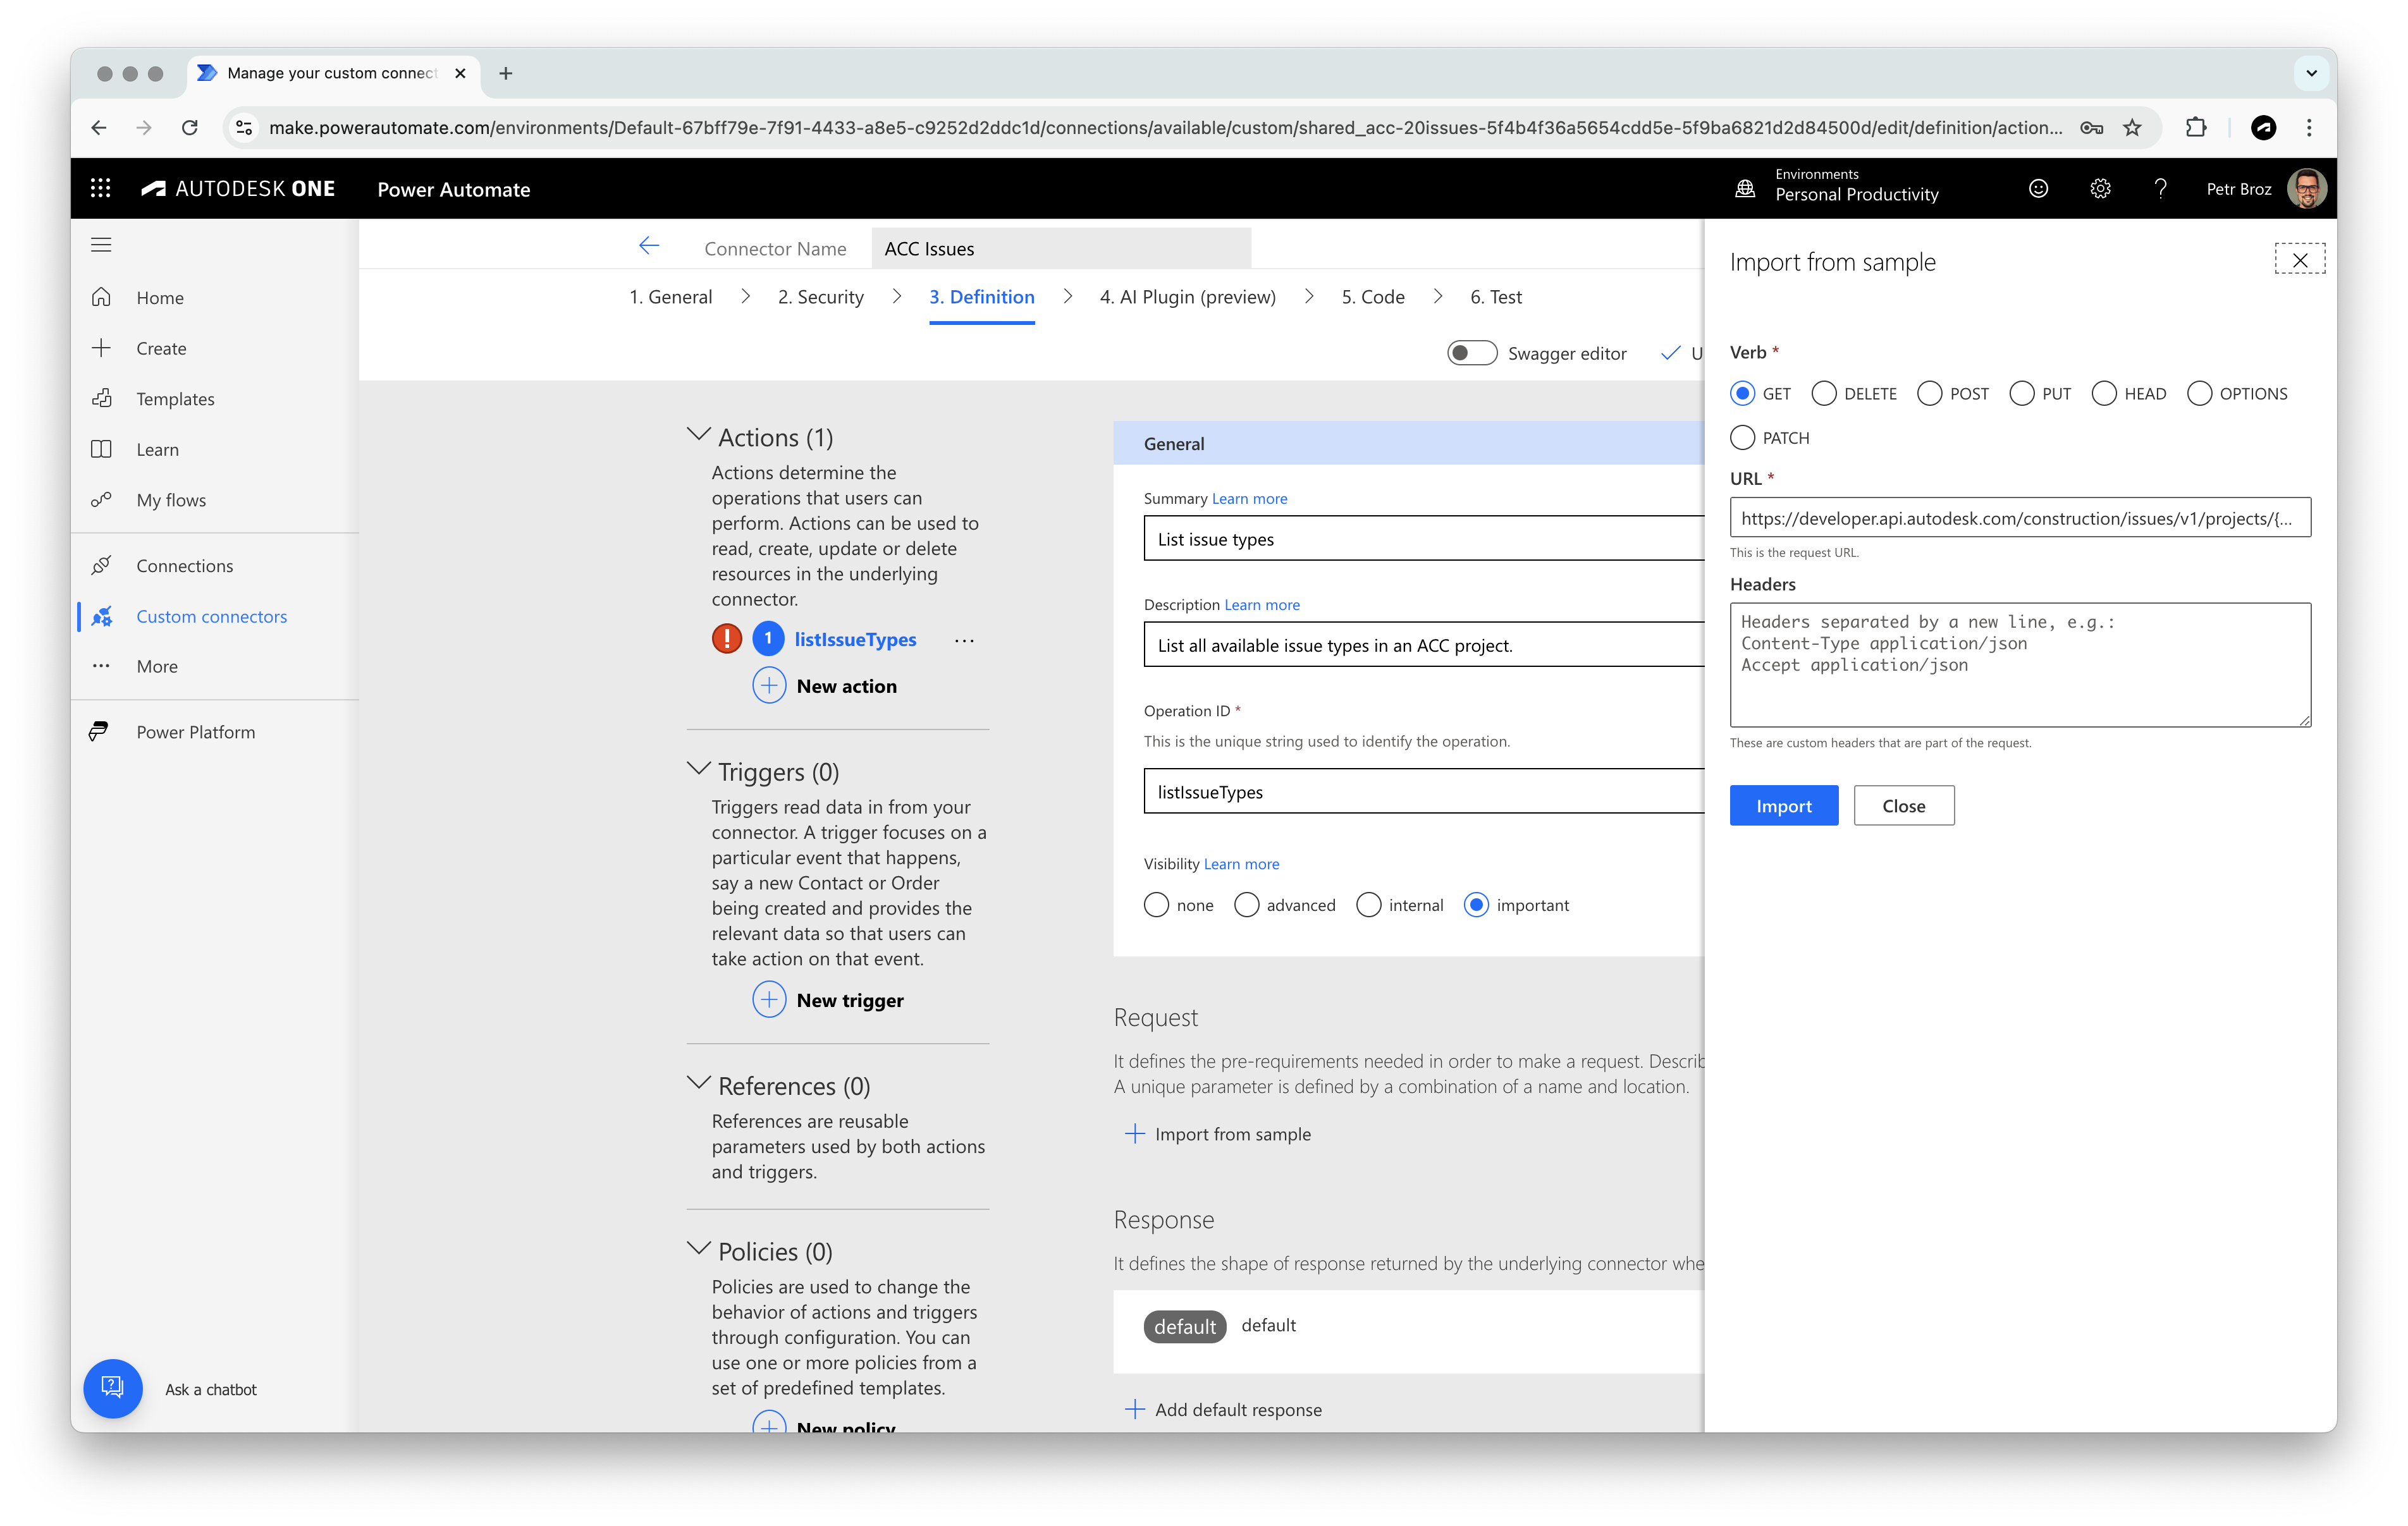 Manage your custom connect
make.powerautomate.com/environments/Default-67bff79e-7f91-4433-a8e5-c9252d2ddc1d/connections/available/custom/shared_acc-20issues-5f4b4f36a5654cdd5e-5f9ba6821d2d84500d/edit/definition/action...
AUTODESK ONE
Power Automate
Environments
Personal Productivity
Petr Broz
Home
Create
Templates
Learn
My flows
Connections
Custom connectors
More
Power Platform
Ask a chatbot
Connector Name
ACC Issues
1. General
2. Security
3. Definition
4. AI Plugin (preview)
5. Code
6. Test
Swagger editor
U
Actions (1)
Actions determine the
operations that users can
perform. Actions can be used to
read, create, update or delete
resources in the underlying
connector.
1 listIssueTypes ...
New action
Triggers (0)
Triggers read data in from your
connector. A trigger focuses on a
particular event that happens,
say a new Contact or Order
being created and provides the
relevant data so that users can
take action on that event.
New trigger
References (0)
References are reusable
parameters used by both actions
and triggers.
Policies (0)
Policies are used to change the
behavior of actions and triggers
through configuration. You can
use one or more policies from a
set of predefined templates.
New policy
General
Summary Learn more
List issue types
Description Learn more
List all available issue types in an ACC project.
Operation ID *
This is the unique string used to identify the operation.
listIssueTypes
Visibility Learn more
none advanced internal important
Request
It defines the pre-requirements needed in order to make a request. Describ
A unique parameter is defined by a combination of a name and location.
Import from sample
Response
It defines the shape of response returned by the underlying connector whe
default default
Add default response
Import from sample
Verb *
GET DELETE POST PUT HEAD OPTIONS
PATCH
URL *
https://developer.api.autodesk.com/construction/issues/v1/projects/{...
This is the request URL.
Headers
Headers separated by a new line, e.g.:
Content-Type application/json
Accept application/json
These are custom headers that are part of the request.
Import Close